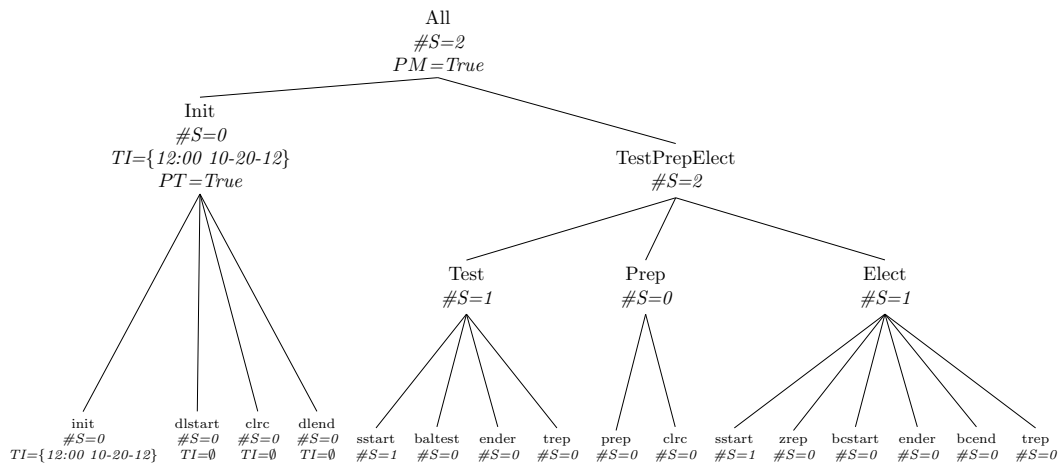 All
#S=2
PM=True
Init
#S=0
TI={12:00 10-20-12}
PT=True
TestPrepElect
#S=2
Test
#S=1
Prep
#S=0
Elect
#S=1
init
#S=0
TI={12:00 10-20-12}
dlstart
#S=0
TI=∅
clrc
#S=0
TI=∅
dlend
#S=0
TI=∅
sstart
#S=1
baltest
#S=0
ender
#S=0
trep
#S=0
prep
#S=0
clrc
#S=0
sstart
#S=1
zrep
#S=0
bcstart
#S=0
ender
#S=0
bcend
#S=0
trep
#S=0